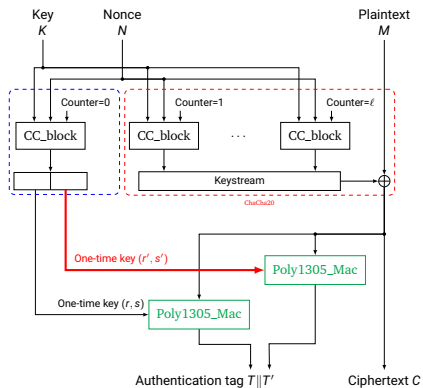 Key
K
Nonce
N
Plaintext
M
Counter=0
Counter=1
Counter=ℓ
CC_block
CC_block
. . .
CC_block
Keystream
ChaCha20
One-time key (r′, s′)
Poly1305_Mac
One-time key (r, s)
Poly1305_Mac
Authentication tag T∥T′
Ciphertext C